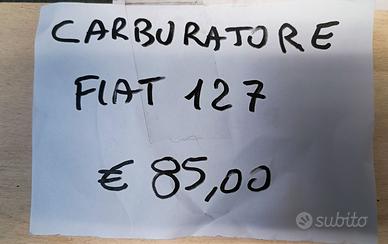 CARBURATORE
FIAT 127
€ 85,00
subito